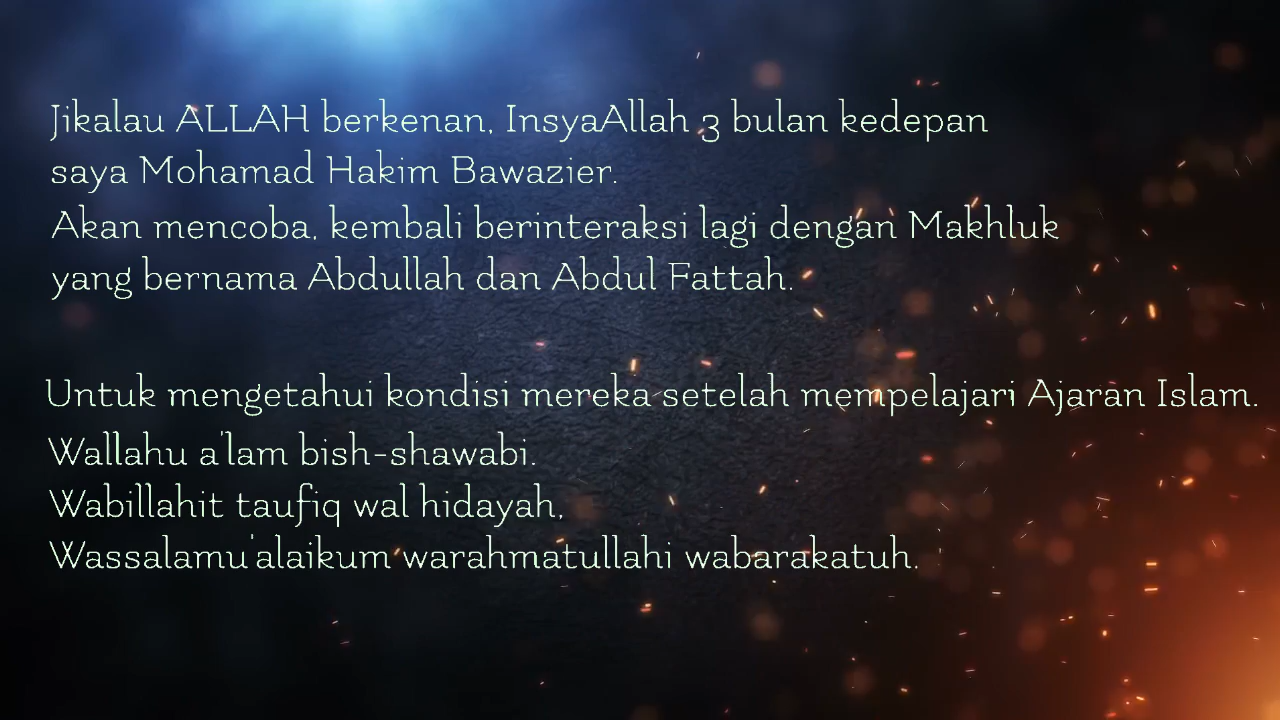 Jikalau ALLAH berkenan, InsyaAllah 3 bulan kedepan
saya Mohamad Hakim Bawazier.
Akan mencoba, kembali berinteraksi lagi dengan Makhluk
yang bernama Abdullah dan Abdul Fattah.
Untuk mengetahui kondisi mereka setelah mempelajari Ajaran Islam.
Wallahu a'lam bish-shawabi.
Wabillahit taufiq wal hidayah,
Wassalamu'alaikum warahmatullahi wabarakatuh.